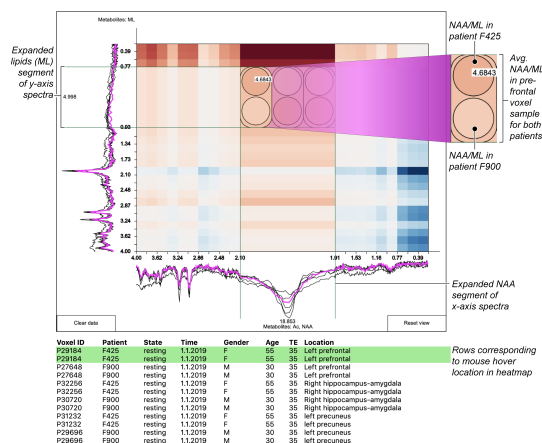 Metabolites: ML
NAA/ML in
patient F425
Expanded
lipids (ML)
segment
of y-axis
spectra
0.39
0.77
4.998
4.6843
4.6843
Avg.
NAA/ML
in pre-
frontal
voxel
sample
for both
patients
0.93
1.34
1.73
2.10
2.48
2.87
3.24
3.62
4.00
NAA/ML in
patient F900
4.00 3.62 3.24 2.87 2.48 2.10 1.91 1.73 1.34 1.16 0.77 0.39
Expanded NAA
segment of
x-axis spectra
18.853
Metabolites: Ac, NAA
Clear data
Reset view
Voxel ID Patient State Time Gender Age TE Location
P29184 F425 resting 1.1.2019 F 55 35 Left prefrontal
P29184 F425 resting 1.1.2019 F 55 35 Left prefrontal
P27648 F900 resting 1.1.2019 M 30 35 Left prefrontal
P27648 F900 resting 1.1.2019 M 30 35 Left prefrontal
P32256 F425 resting 1.1.2019 F 55 35 Right hippocampus-amygdala
P32256 F425 resting 1.1.2019 F 55 35 Right hippocampus-amygdala
P30720 F900 resting 1.1.2019 M 30 35 Right hippocampus-amygdala
P30720 F900 resting 1.1.2019 M 30 35 Right hippocampus-amygdala
P31232 F425 resting 1.1.2019 F 55 35 left precuneus
P31232 F425 resting 1.1.2019 F 55 35 left precuneus
P29696 F900 resting 1.1.2019 M 30 35 left precuneus
P29696 F900 resting 1.1.2019 M 30 35 left precuneus
Rows corresponding
to mouse hover
location in heatmap